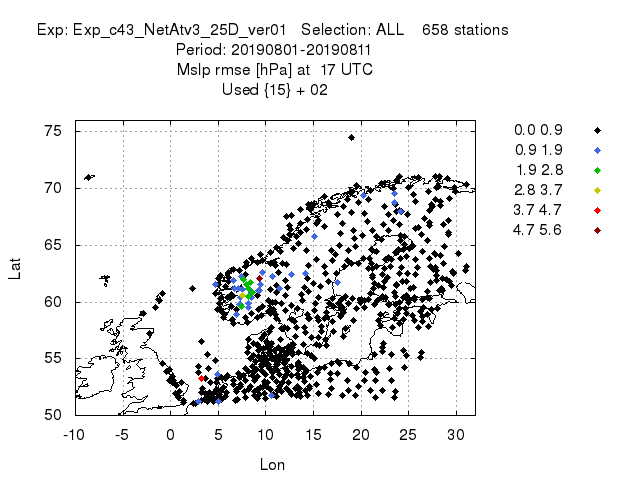 Exp: Exp_c43_NetAtv3_25D_ver01 Selection: ALL 658 stations
Period: 20190801-20190811
Mslp rmse [hPa] at 17 UTC
Used {15} + 02
0.0 0.9
0.9 1.9
1.9 2.8
2.8 3.7
3.7 4.7
4.7 5.6
75
70
65
60
55
50
Lat
-10 -5 0 5 10 15 20 25 30
Lon